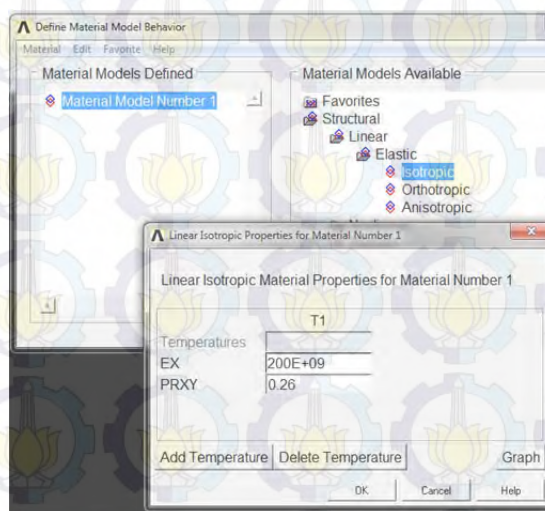 Define Material Model Behavior
Material Edit Favorite Help
Material Models Defined
Material Model Number 1
Material Models Available
Favorites
Structural
Linear
Elastic
Isotropic
Orthotropic
Anisotropic
Linear Isotropic Properties for Material Number 1
Linear Isotropic Material Properties for Material Number 1
T1
Temperatures
EX 200E+09
PRXY 0.26
Add Temperature Delete Temperature Graph
OK Cancel Help